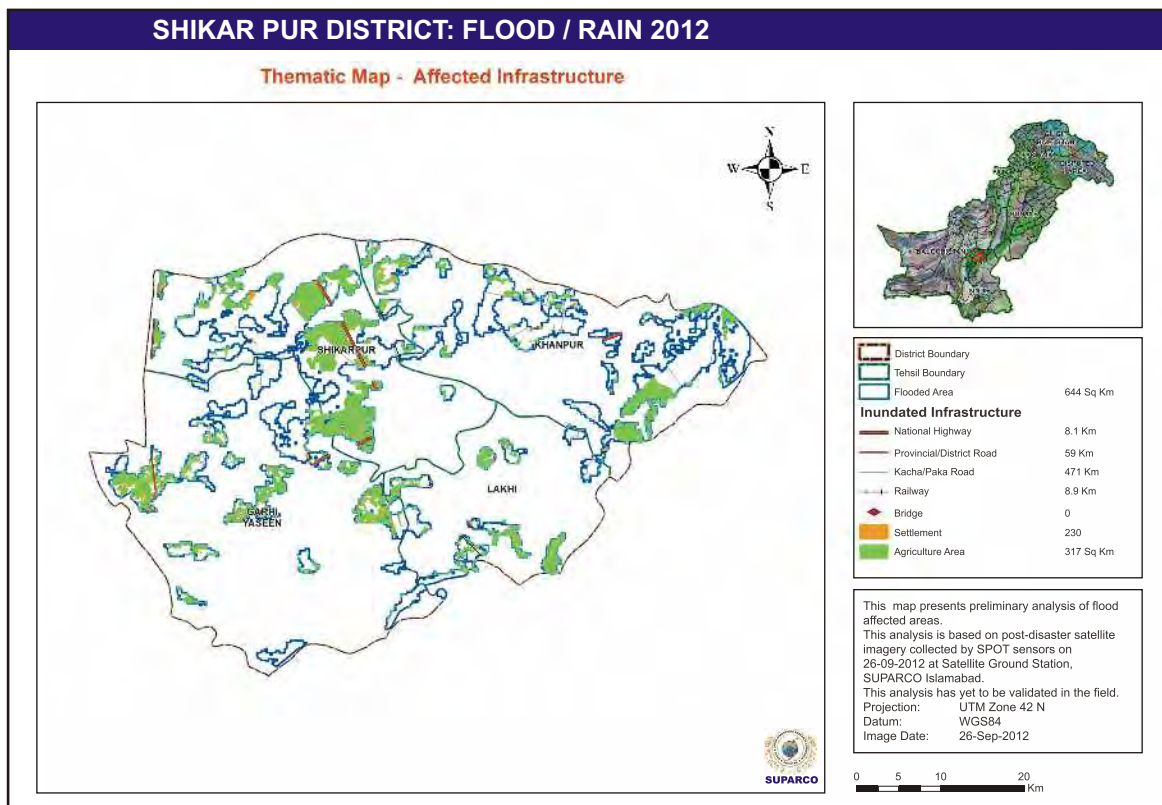 SHIKAR PUR DISTRICT: FLOOD / RAIN 2012
Thematic Map - Affected Infrastructure
N
W E
S
SHIKARPUR
KHANPUR
LAKHI
GARHI
YASEEN
SUPARCO
District Boundary
Tehsil Boundary
Flooded Area 644 Sq Km
Inundated Infrastructure
National Highway 8.1 Km
Provincial/District Road 59 Km
Kacha/Paka Road 471 Km
Railway 8.9 Km
Bridge 0
Settlement 230
Agriculture Area 317 Sq Km
This map presents preliminary analysis of flood
affected areas.
This analysis is based on post-disaster satellite
imagery collected by SPOT sensors on
26-09-2012 at Satellite Ground Station,
SUPARCO Islamabad.
This analysis has yet to be validated in the field.
Projection: UTM Zone 42 N
Datum: WGS84
Image Date: 26-Sep-2012
0 5 10 20
Km